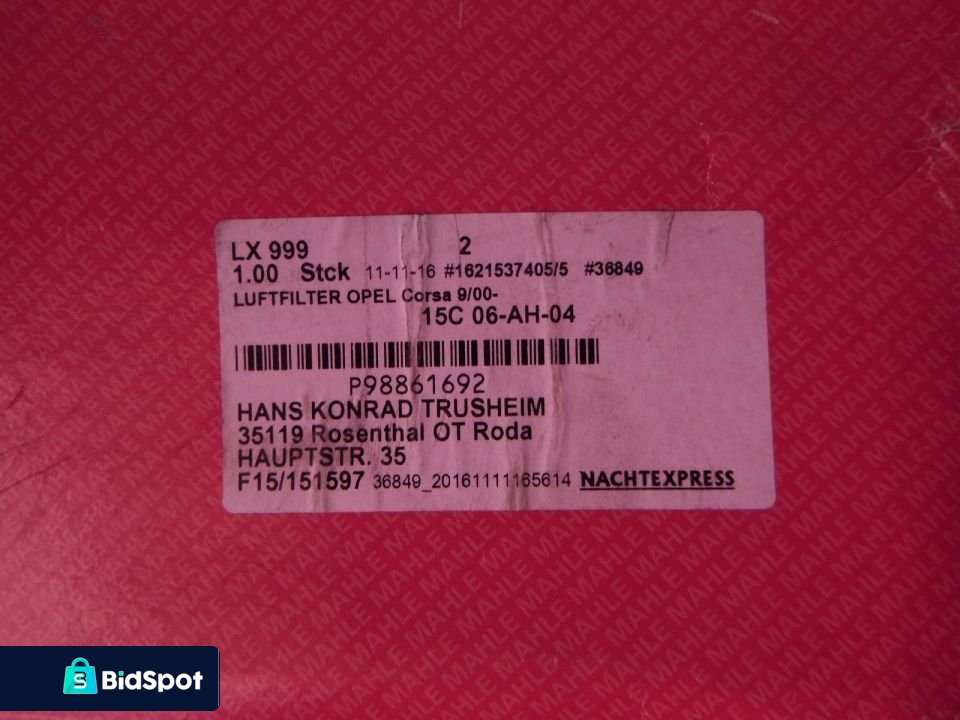 LX 999 2
1.00 Stck 11-11-16 #1621537405/5 #36849
LUFTFILTER OPEL Corsa 9/00-
15C 06-AH-04
P98861692
HANS KONRAD TRUSHEIM
35119 Rosenthal OT Roda
HAUPTSTR. 35
F15/151597 36849_20161111165614 NACHTEXPRESS
MAHLE
S BidSpot